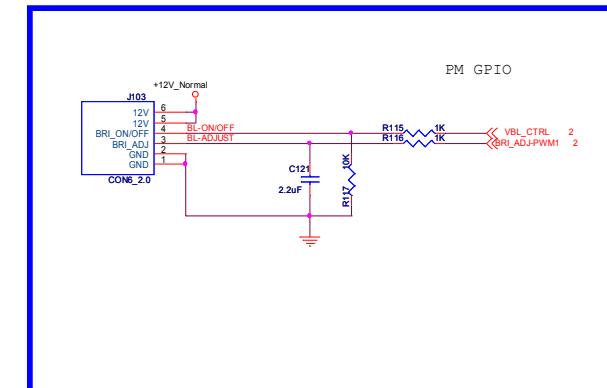 PM GPIO
+12V_Normal
J103
12V 6
12V 5
BRI_ON/OFF 4 BL-ON/OFF R115 1K VBL_CTRL 2
BRI_ADJ 3 BL-ADJUST R116 1K BRI_ADJ-PWM1 2
GND 2
GND 1
CON6_2.0
C121
2.2uF
10K
R117